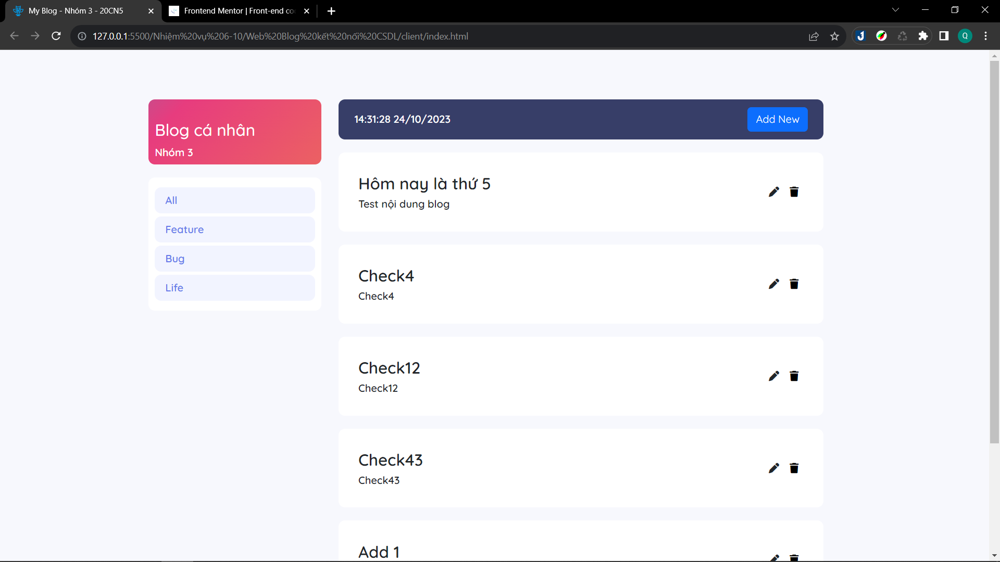 My Blog - Nhóm 3 - 20CN5
Frontend Mentor | Front-end co
127.0.0.1:5500/Nhiệm%20vụ%206-10/Web%20Blog%20kết%20nối%20CSDL/client/index.html
Q
Blog cá nhân
Nhóm 3
All
Feature
Bug
Life
14:31:28 24/10/2023
Add New
Hôm nay là thứ 5
Test nội dung blog
Check4
Check4
Check12
Check12
Check43
Check43
Add 1